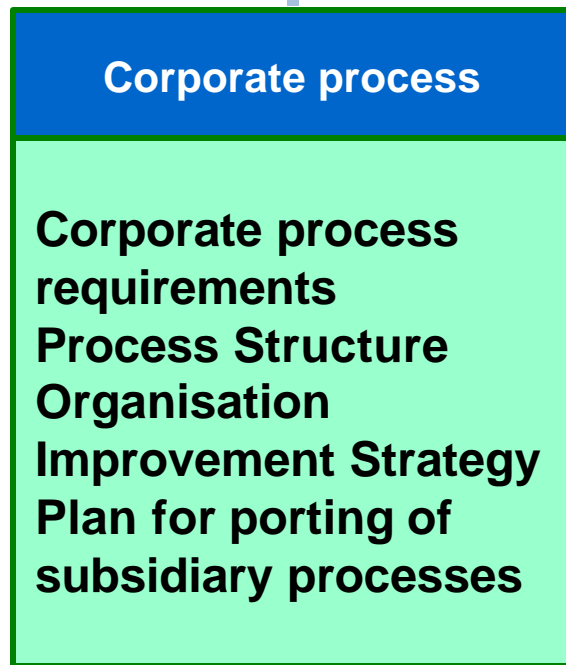 Corporate process
Corporate process
requirements
Process Structure
Organisation
Improvement Strategy
Plan for porting of
subsidiary processes